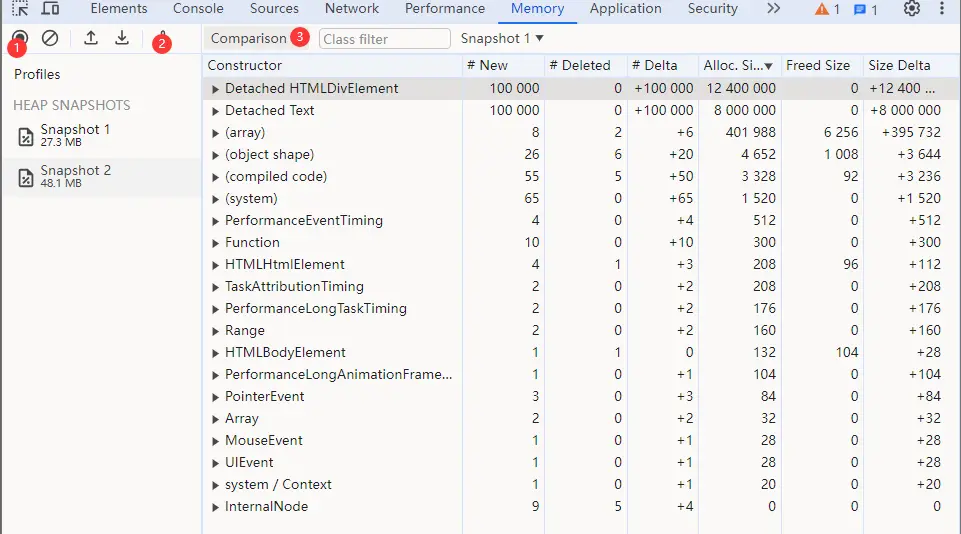 Elements Console Sources Network Performance Memory Application Security 1 1
1 2 Comparison 3 Class filter Snapshot 1
Profiles
HEAP SNAPSHOTS
Snapshot 1
27.3 MB
Snapshot 2
48.1 MB
Constructor # New # Deleted # Delta Alloc. Si... Freed Size Size Delta
Detached HTMLDivElement 100 000 0 +100 000 12 400 000 0 +12 400 ...
Detached Text 100 000 0 +100 000 8 000 000 0 +8 000 000
(array) 8 2 +6 401 988 6 256 +395 732
(object shape) 26 6 +20 4 652 1 008 +3 644
(compiled code) 55 5 +50 3 328 92 +3 236
(system) 65 0 +65 1 520 0 +1 520
PerformanceEventTiming 4 0 +4 512 0 +512
Function 10 0 +10 300 0 +300
HTMLHtmlElement 4 1 +3 208 96 +112
TaskAttributionTiming 2 0 +2 208 0 +208
PerformanceLongTaskTiming 2 0 +2 176 0 +176
Range 2 0 +2 160 0 +160
HTMLBodyElement 1 1 0 132 104 +28
PerformanceLongAnimationFrame... 1 0 +1 104 0 +104
PointerEvent 3 0 +3 84 0 +84
Array 2 0 +2 32 0 +32
MouseEvent 1 0 +1 28 0 +28
UIEvent 1 0 +1 28 0 +28
system / Context 1 0 +1 20 0 +20
InternalNode 9 5 +4 0 0 0